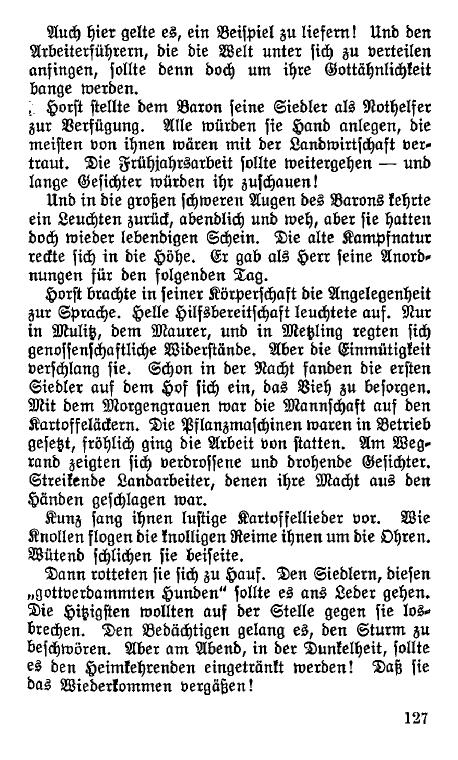 Auch hier gelte es, ein Beispiel zu liefern! Und den
Arbeiterführern, die die Welt unter sich zu verteilen
anfingen, sollte denn doch um ihre Gottähnlichkeit
bange werden.
Horst stellte dem Baron seine Siedler als Nothelfer
zur Verfügung. Alle würden sie Hand anlegen, die
meisten von ihnen wären mit der Landwirtschaft ver-
traut. Die Frühjahrsarbeit sollte weitergehen — und
lange Gesichter würden ihr zuschauen!
Und in die großen schweren Augen des Barons kehrte
ein Leuchten zurück, abendlich und weh, aber sie hatten
doch wieder lebendigen Schein. Die alte Kampfnatur
reckte sich in die Höhe. Er gab als Herr seine Anord-
nungen für den folgenden Tag.
Horst brachte in seiner Körperschaft die Angelegenheit
zur Sprache. Helle Hilfsbereitschaft leuchtete auf. Nur
in Mulitz, dem Maurer, und in Metzling regten sich
genossenschaftliche Widerstände. Aber die Einmütigkeit
verschlang sie. Schon in der Nacht fanden die ersten
Siedler auf dem Hof sich ein, das Vieh zu besorgen.
Mit dem Morgengrauen war die Mannschaft auf den
Kartoffeläckern. Die Pflanzmaschinen waren in Betrieb
gesetzt, fröhlich ging die Arbeit von statten. Am Weg-
rand zeigten sich verdrossene und drohende Gesichter.
Streikende Landarbeiter, denen ihre Macht aus den
Händen geschlagen war.
Kunz sang ihnen lustige Kartoffellieder vor. Wie
Knollen flogen die knolligen Reime ihnen um die Ohren.
Wütend schlichen sie beiseite.
Dann rotteten sie sich zu Hauf. Den Siedlern, diesen
„gottverdammten Hunden“ sollte es ans Leder gehen.
Die Hitzigsten wollten auf der Stelle gegen sie los-
brechen. Den Bedächtigen gelang es, den Sturm zu
beschwören. Aber am Abend, in der Dunkelheit, sollte
es den Heimkehrenden eingetränkt werden! Daß sie
das Wiederkommen vergäßen!
127